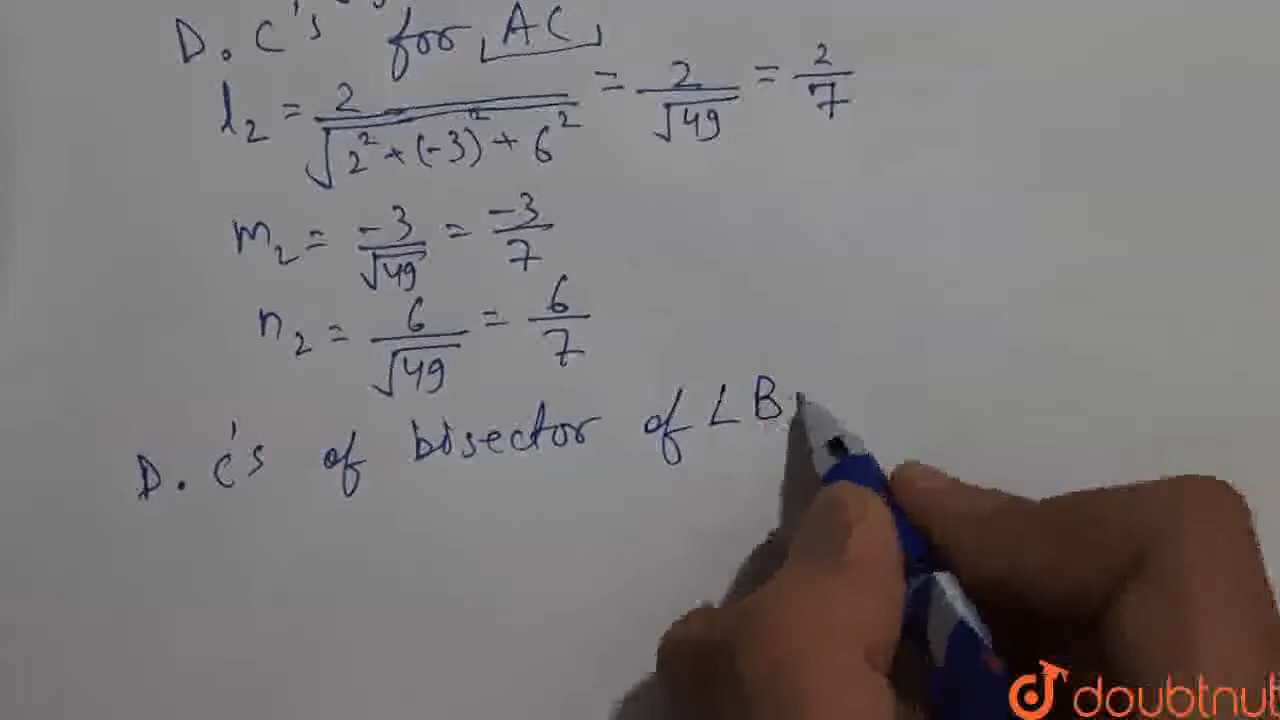 D. C's for AC
l₂ = 2/√(2² + (-3)² + 6²) = 2/√49 = 2/7
m₂ = -3/√49 = -3/7
n₂ = 6/√49 = 6/7
D. C's of bisector of ∠B
doubtnut